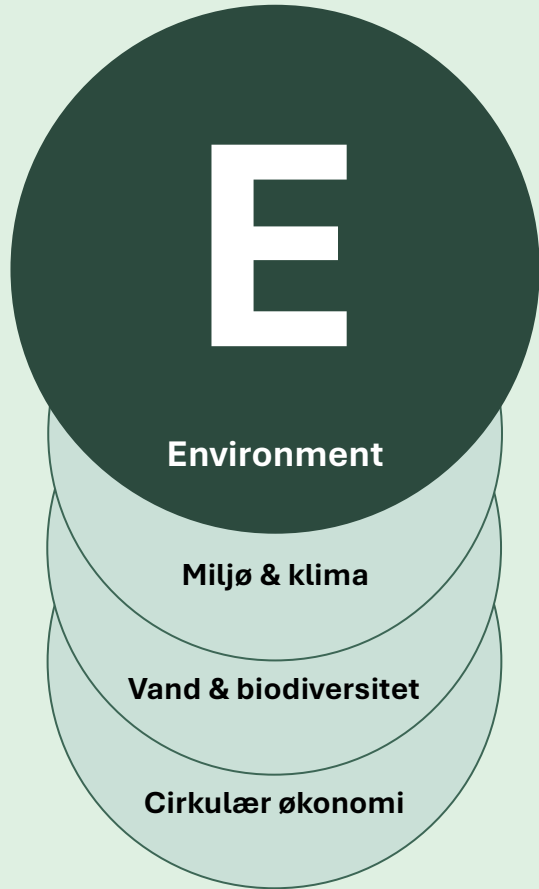 E
Environment
Miljø & klima
Vand & biodiversitet
Cirkulær økonomi